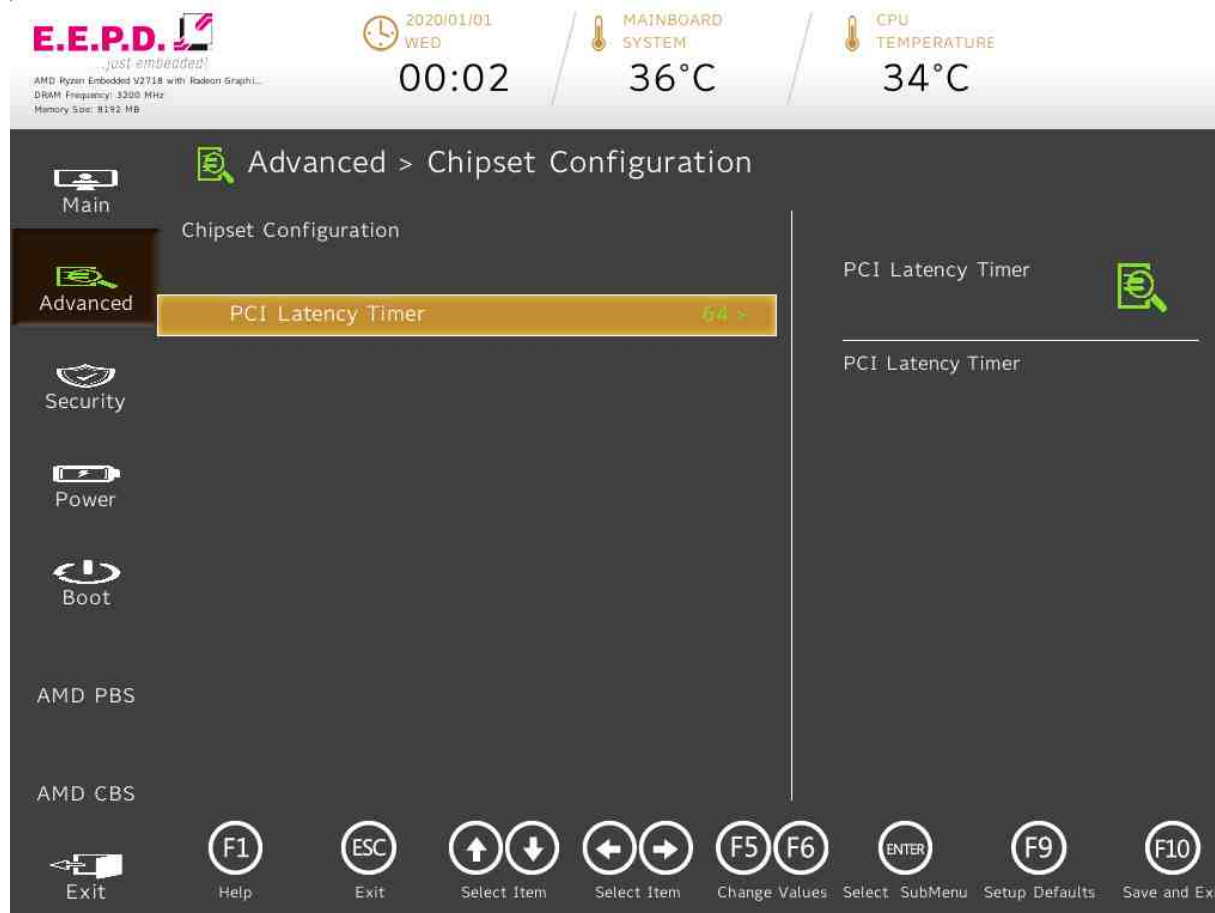 E.E.P.D.
...just embedded!
AMD Ryzen Embedded V2718 with Radeon Graphi...
DRAM Frequency: 3200 MHz
Memory Size: 8192 MB
2020/01/01
WED
00:02
MAINBOARD
SYSTEM
36°C
CPU
TEMPERATURE
34°C
Main
Advanced
Security
Power
Boot
AMD PBS
AMD CBS
Exit
Advanced > Chipset Configuration
Chipset Configuration
PCI Latency Timer 64 >
PCI Latency Timer
PCI Latency Timer
F1
Help
ESC
Exit
Select Item
Select Item
F5 F6
Change Values
ENTER
Select SubMenu
F9
Setup Defaults
F10
Save and Ex